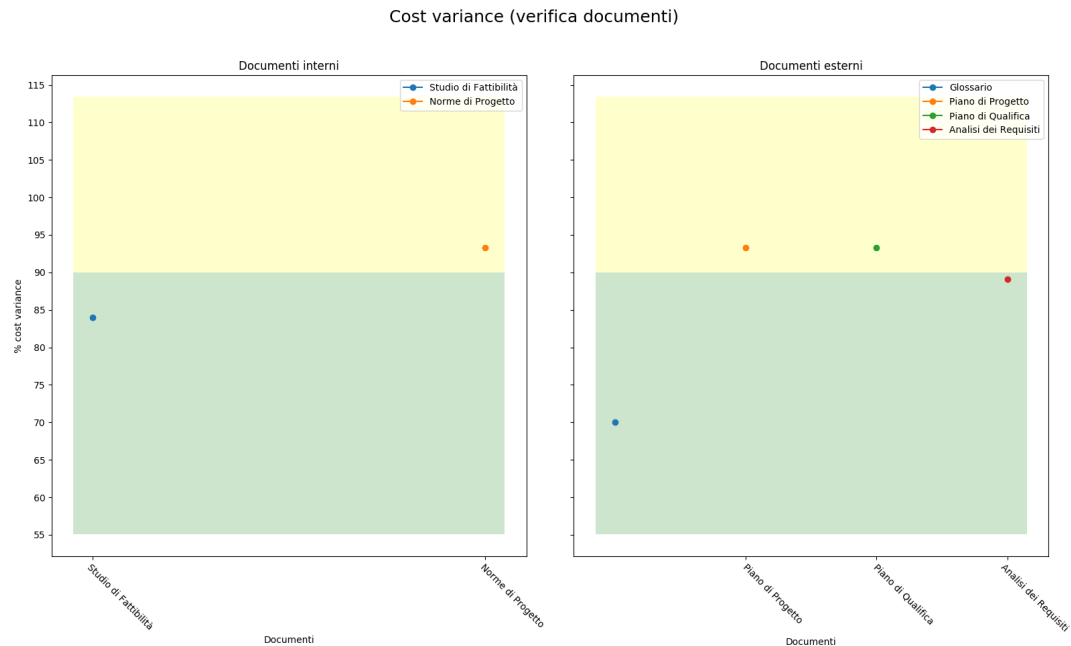 Cost variance (verifica documenti)
Documenti interni
Studio di Fattibilità
Norme di Progetto
% cost variance
115
110
105
100
95
90
85
80
75
70
65
60
55
Studio di Fattibilità
Norme di Progetto
Documenti
Documenti esterni
Glossario
Piano di Progetto
Piano di Qualifica
Analisi dei Requisiti
Piano di Progetto
Piano di Qualifica
Analisi dei Requisiti
Documenti